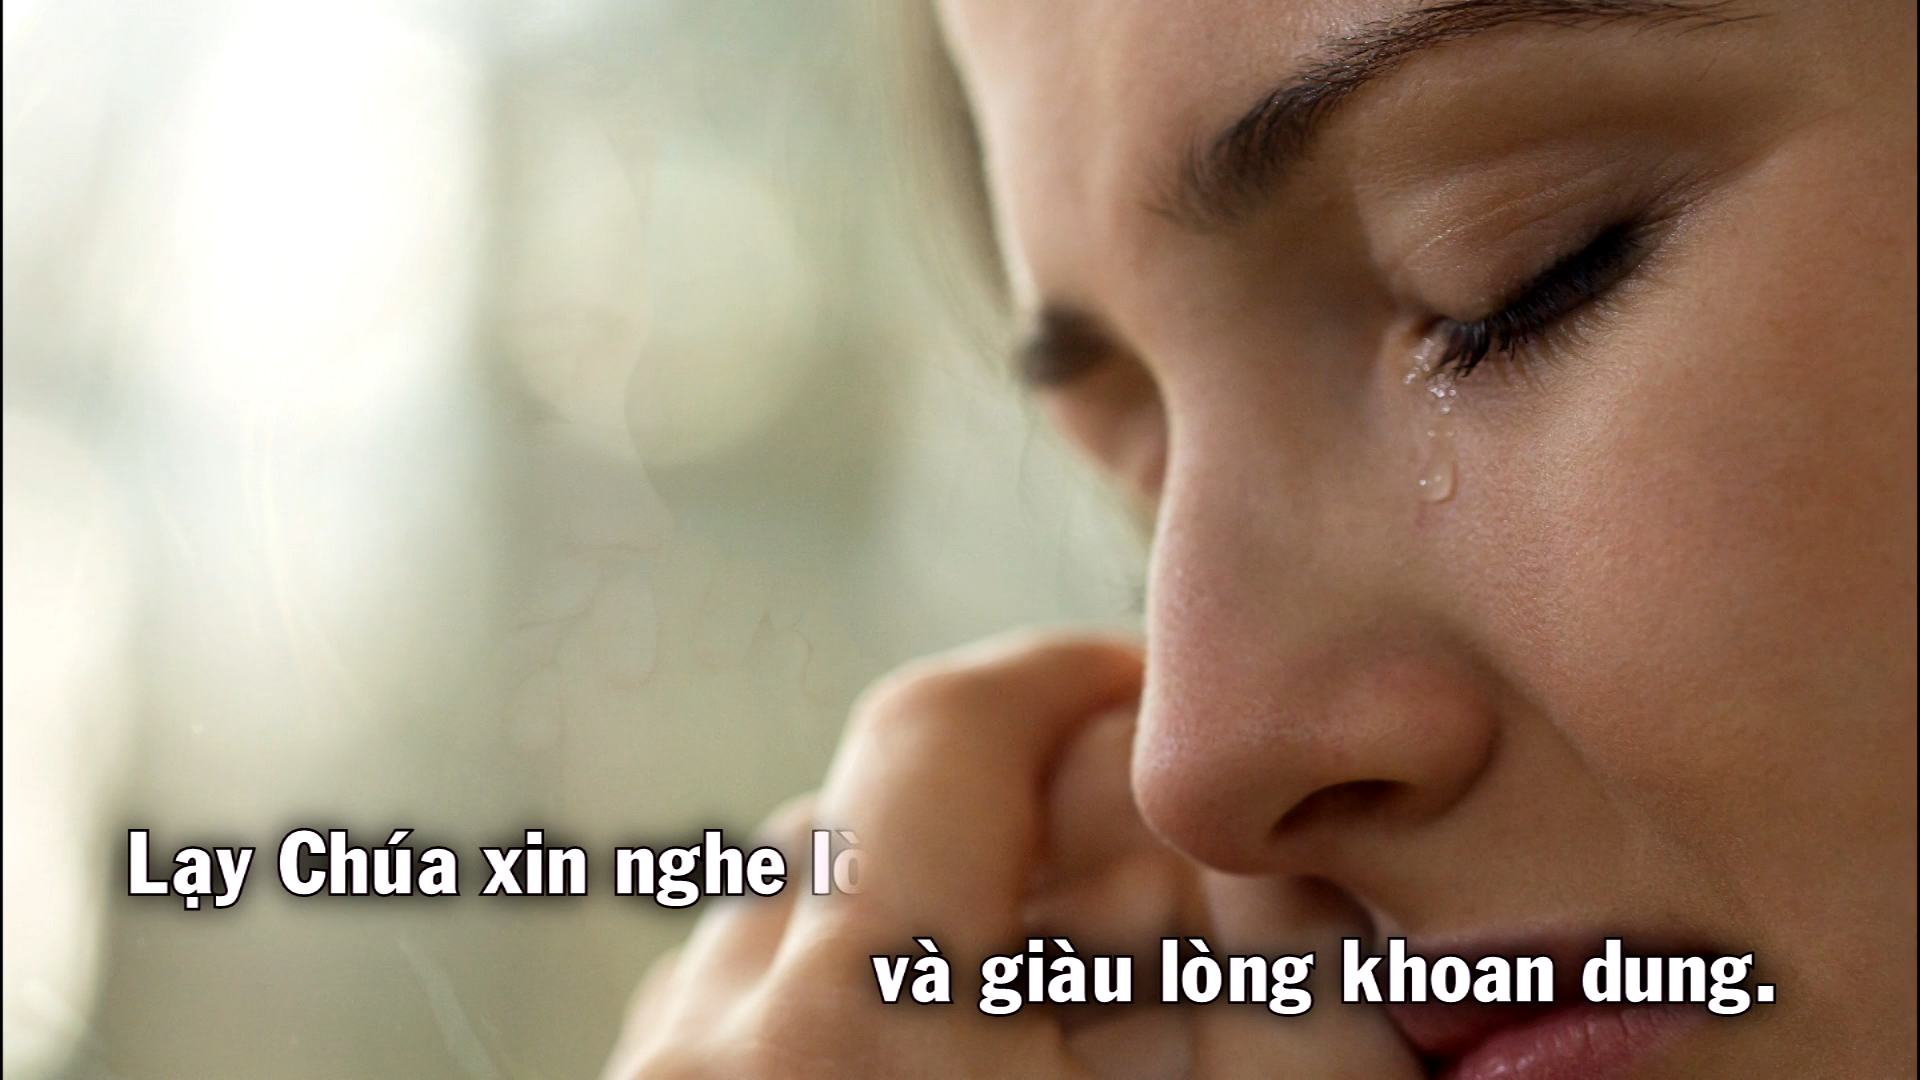 Lạy Chúa xin nghe
và giàu lòng khoan dung.